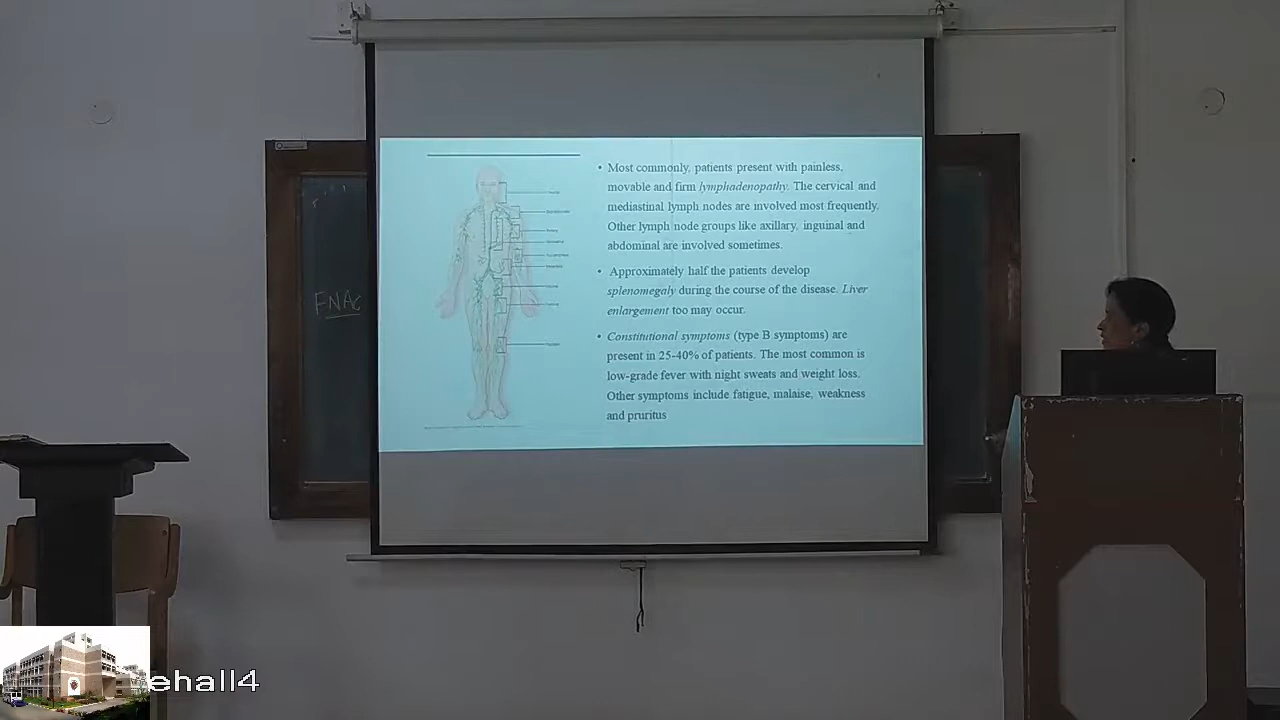 • Most commonly, patients present with painless,
movable and firm lymphadenopathy. The cervical and
mediastinal lymph nodes are involved most frequently.
Other lymph node groups like axillary, inguinal and
abdominal are involved sometimes.
• Approximately half the patients develop
splenomegaly during the course of the disease. Liver
enlargement too may occur.
• Constitutional symptoms (type B symptoms) are
present in 25-40% of patients. The most common is
low-grade fever with night sweats and weight loss.
Other symptoms include fatigue, malaise, weakness
and pruritus
FNAC
ehall4